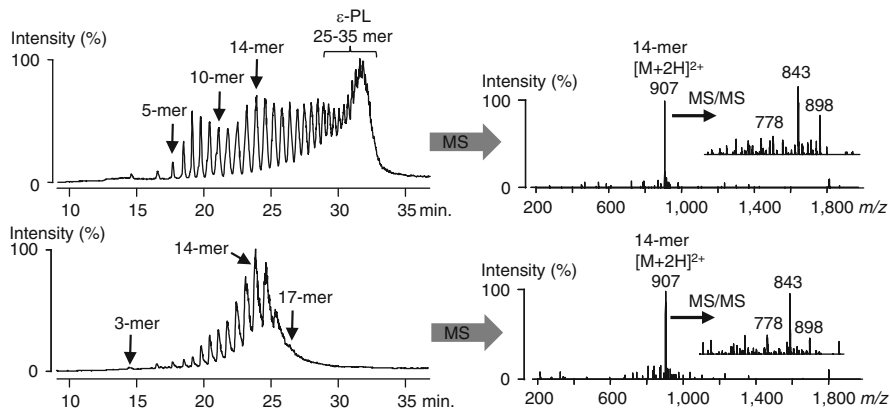 ε-PL
25-35 mer
Intensity (%)
100
14-mer
10-mer
5-mer
0
10 15 20 25 30 35 min.
MS
Intensity (%)
100
14-mer
[M+2H]2+
907
MS/MS
843
778
898
0
200 600 1,000 1,400 1,800 m/z
Intensity (%)
100
14-mer
17-mer
3-mer
0
10 15 20 25 30 35 min.
MS
Intensity (%)
100
14-mer
[M+2H]2+
907
MS/MS
843
778
898
0
200 600 1,000 1,400 1,800 m/z